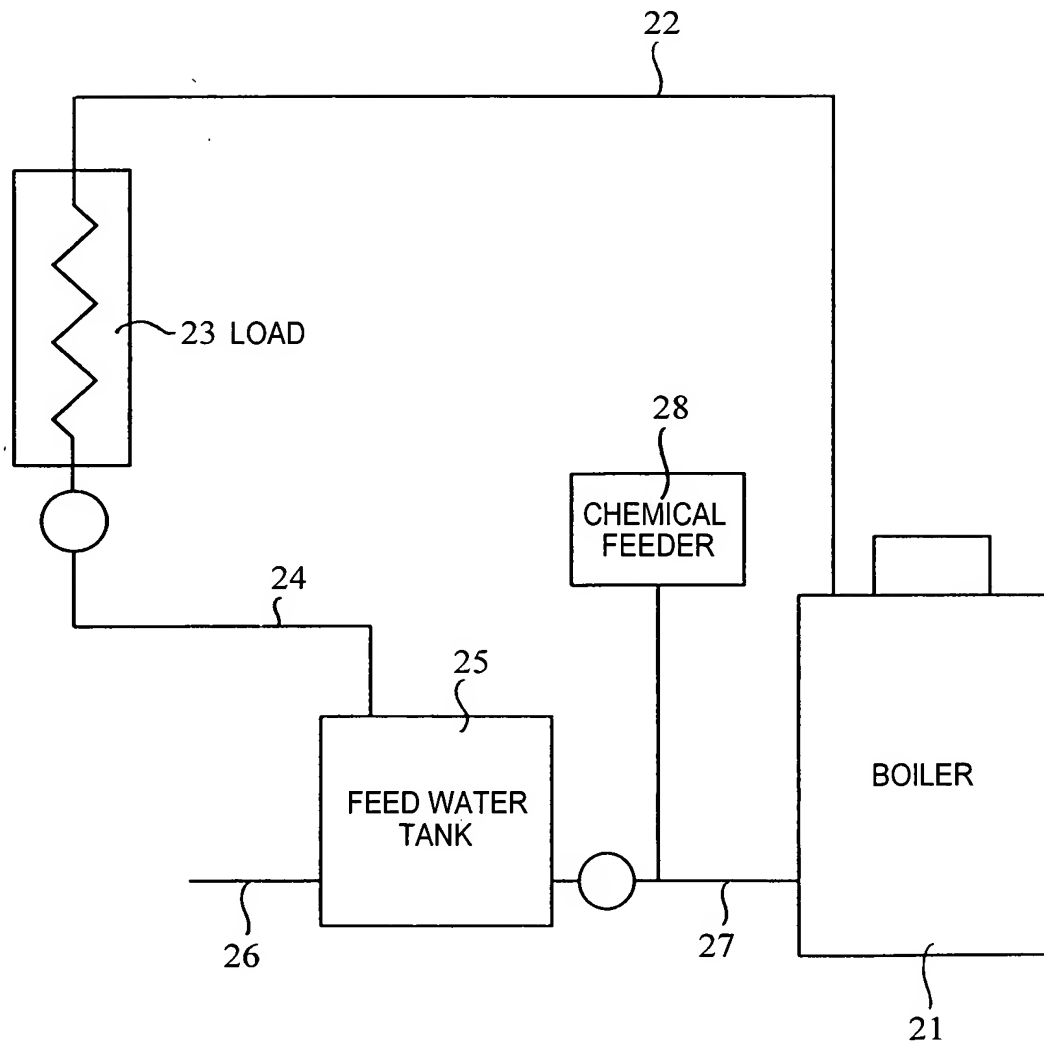 22
23 LOAD
28
CHEMICAL
FEEDER
24
25
FEED WATER
TANK
BOILER
26
27
21